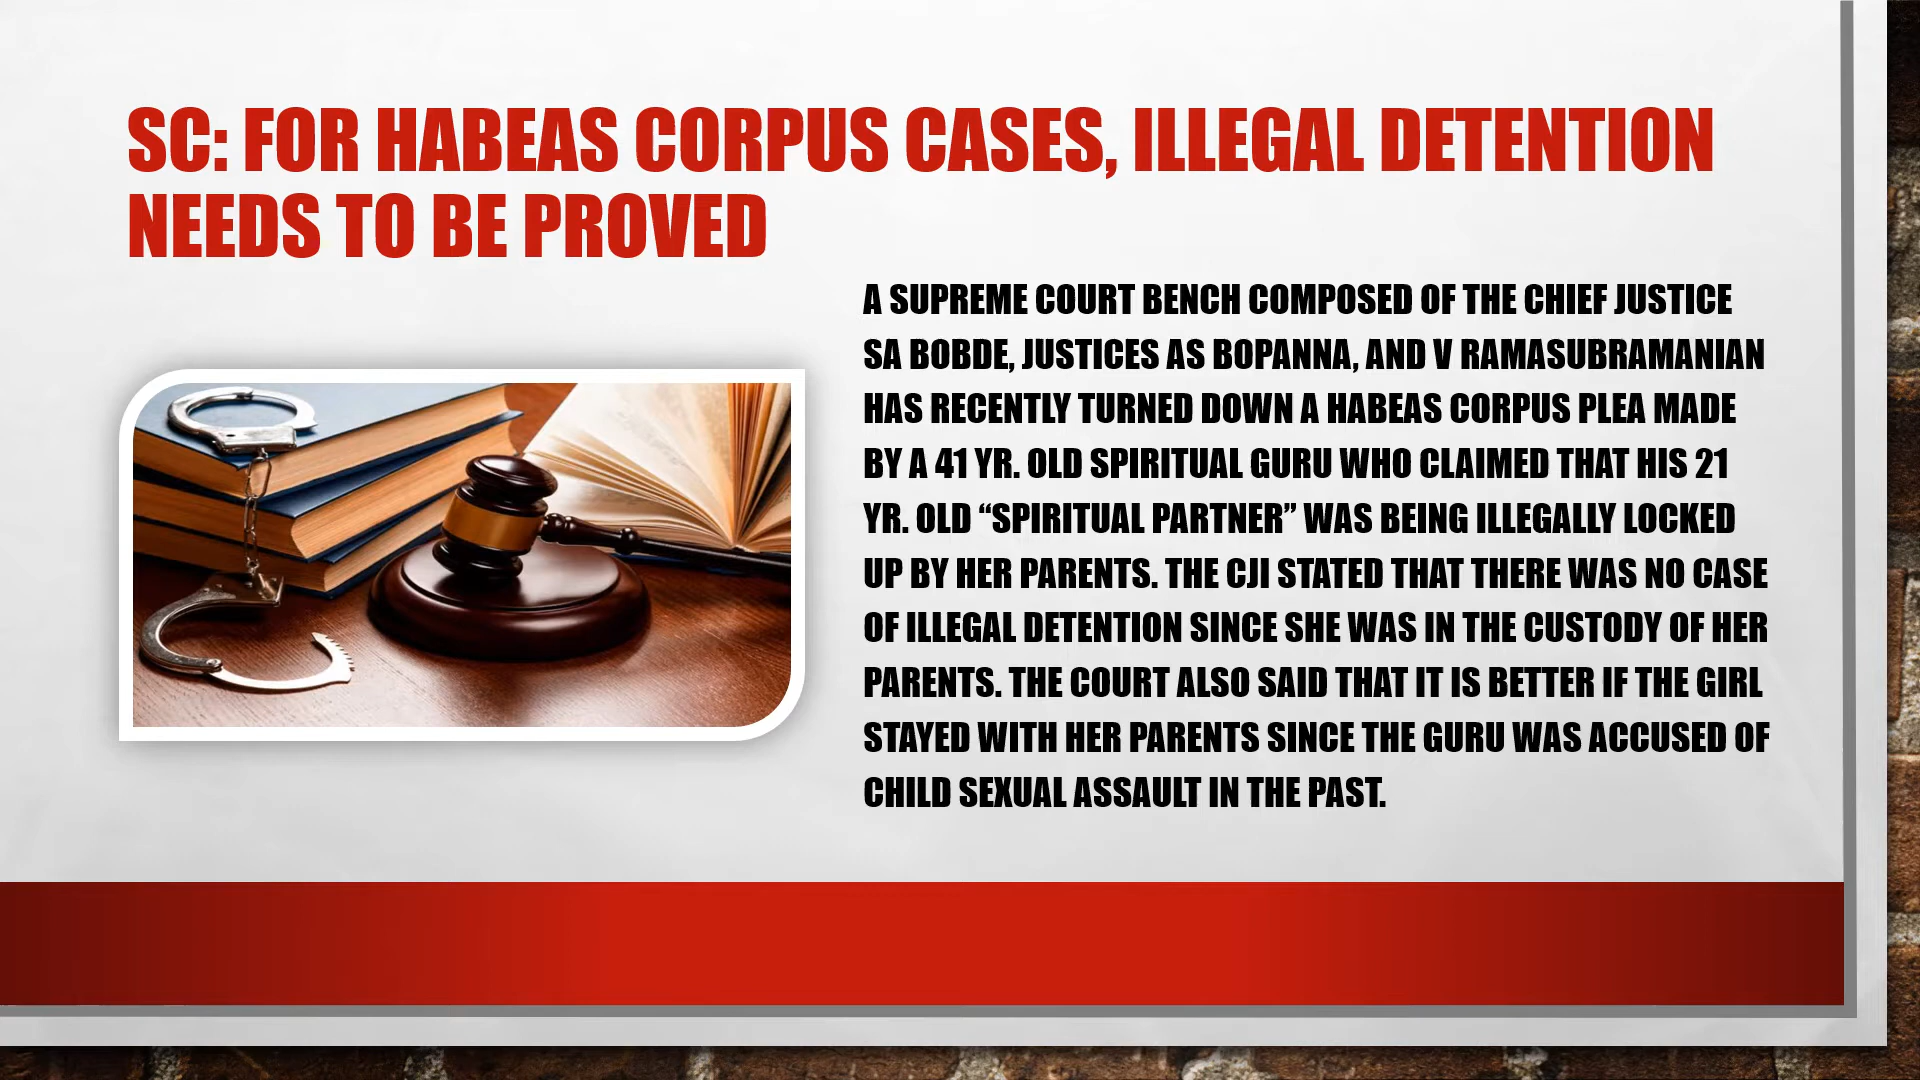 SC: FOR HABEAS CORPUS CASES, ILLEGAL DETENTION
NEEDS TO BE PROVED
A SUPREME COURT BENCH COMPOSED OF THE CHIEF JUSTICE
SA BOBDE, JUSTICES AS BOPANNA, AND V RAMASUBRAMANIAN
HAS RECENTLY TURNED DOWN A HABEAS CORPUS PLEA MADE
BY A 41 YR. OLD SPIRITUAL GURU WHO CLAIMED THAT HIS 21
YR. OLD “SPIRITUAL PARTNER” WAS BEING ILLEGALLY LOCKED
UP BY HER PARENTS. THE CJI STATED THAT THERE WAS NO CASE
OF ILLEGAL DETENTION SINCE SHE WAS IN THE CUSTODY OF HER
PARENTS. THE COURT ALSO SAID THAT IT IS BETTER IF THE GIRL
STAYED WITH HER PARENTS SINCE THE GURU WAS ACCUSED OF
CHILD SEXUAL ASSAULT IN THE PAST.